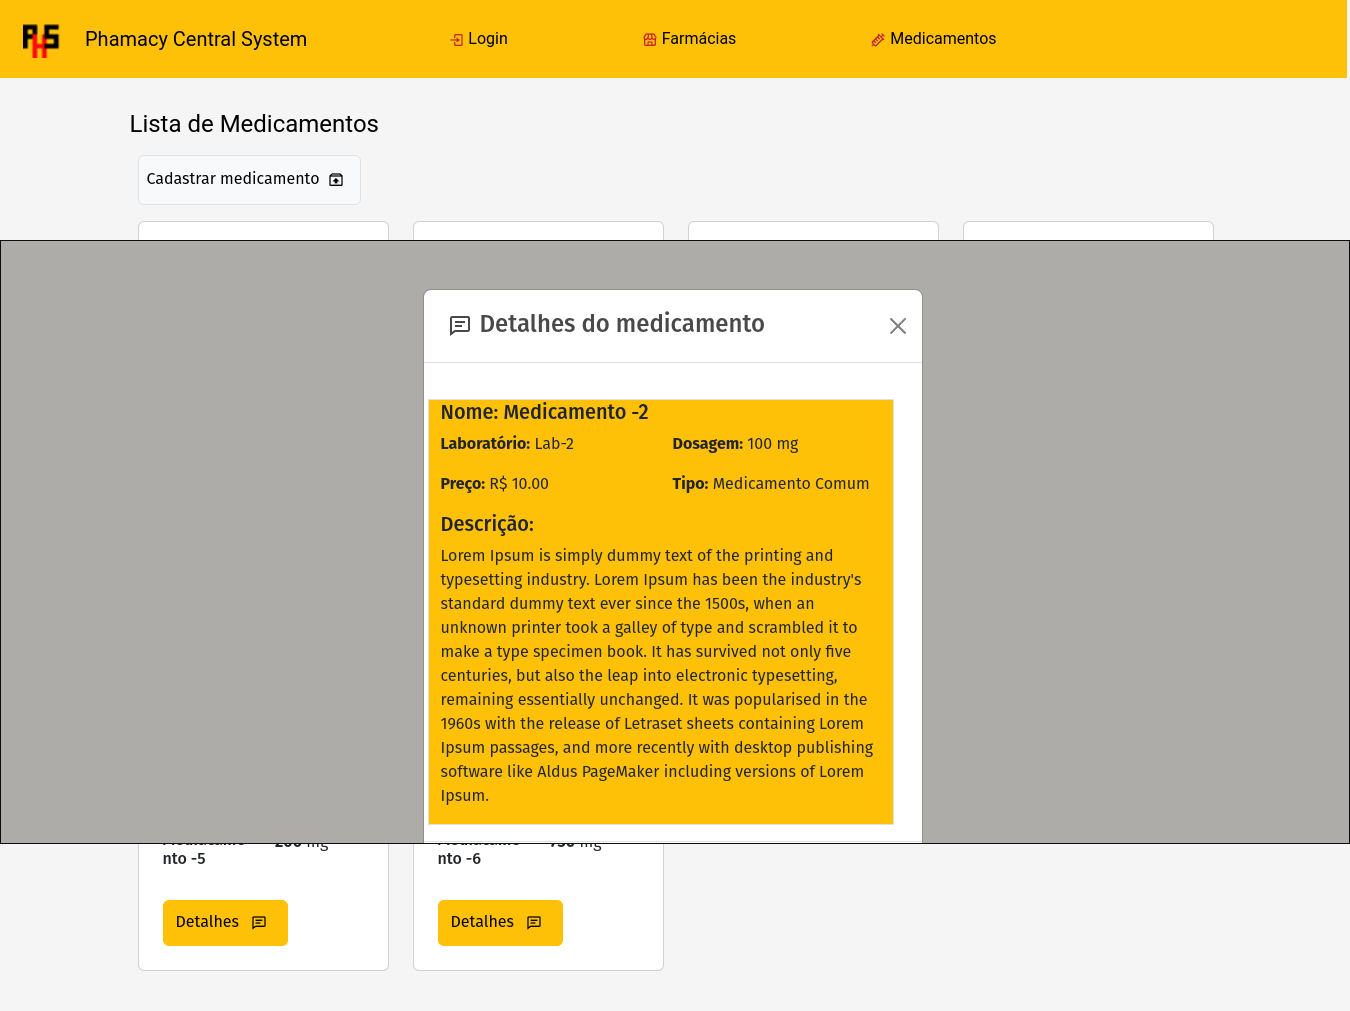 PHS
Phamacy Central System
Login
Farmácias
Medicamentos
Lista de Medicamentos
Cadastrar medicamento
Detalhes do medicamento
Nome: Medicamento -2
Laboratório: Lab-2
Dosagem: 100 mg
Preço: R$ 10.00
Tipo: Medicamento Comum
Descrição:
Lorem Ipsum is simply dummy text of the printing and
typesetting industry. Lorem Ipsum has been the industry's
standard dummy text ever since the 1500s, when an
unknown printer took a galley of type and scrambled it to
make a type specimen book. It has survived not only five
centuries, but also the leap into electronic typesetting,
remaining essentially unchanged. It was popularised in the
1960s with the release of Letraset sheets containing Lorem
Ipsum passages, and more recently with desktop publishing
software like Aldus PageMaker including versions of Lorem
Ipsum.
mg
mg
nto -5
nto -6
Detalhes
Detalhes